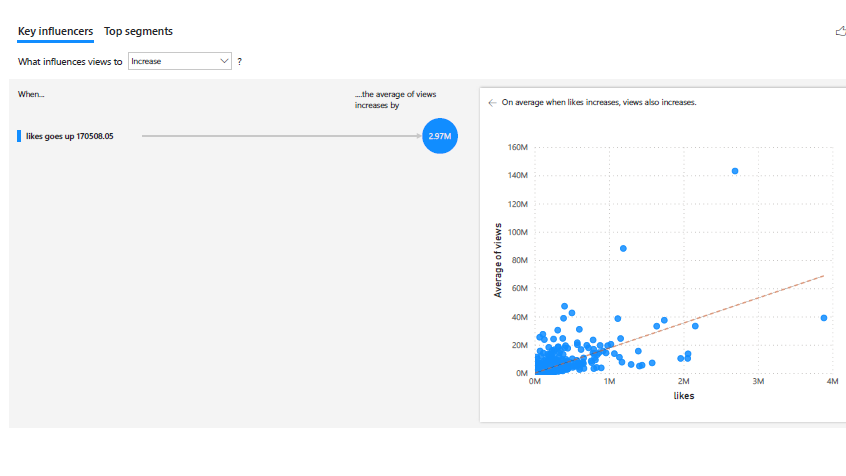 Key influencers Top segments
What influences views to Increase ?
When...
....the average of views
increases by
likes goes up 170508.05
2.97M
On average when likes increases, views also increases.
160M
140M
120M
100M
80M
60M
40M
20M
0M
Average of views
0M 1M 2M 3M 4M
likes